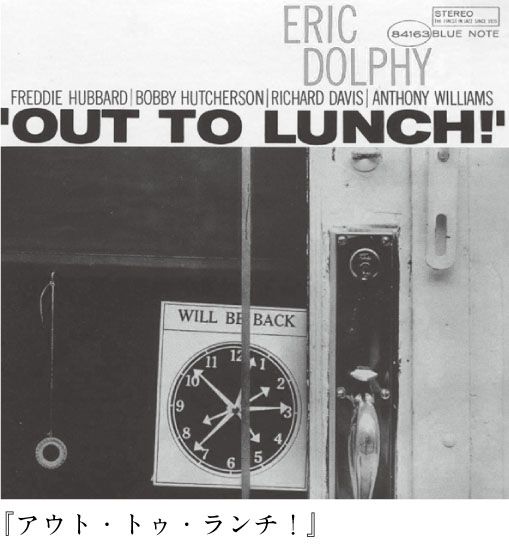 ERIC
DOLPHY
STEREO
84163 BLUE NOTE
FREDDIE HUBBARD|BOBBY HUTCHERSON|RICHARD DAVIS|ANTHONY WILLIAMS
'OUT TO LUNCH!'
WILL BE BACK
12
1
2
3
5
7
8
9
10
11
『アウト・トゥ・ランチ!』